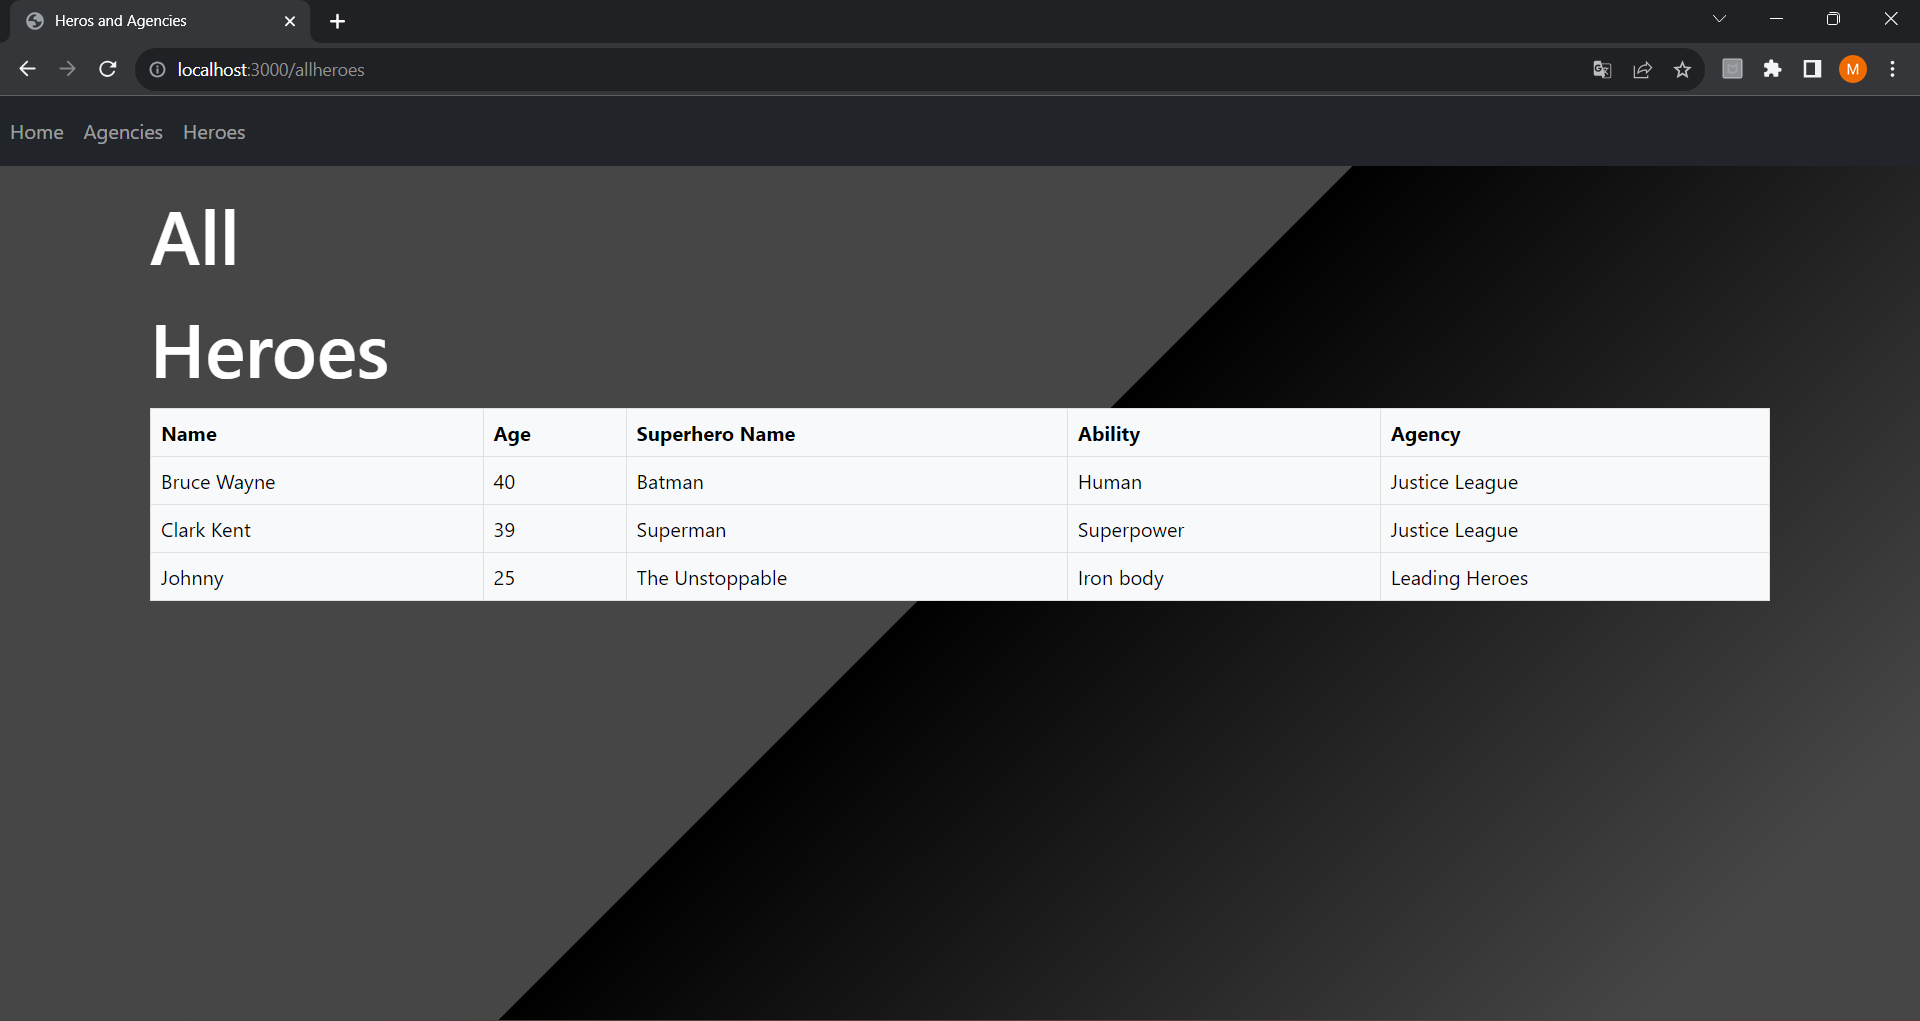 Heros and Agencies
localhost:3000/allheroes
M
Home Agencies Heroes
All
Heroes
Name Age Superhero Name Ability Agency
Bruce Wayne 40 Batman Human Justice League
Clark Kent 39 Superman Superpower Justice League
Johnny 25 The Unstoppable Iron body Leading Heroes